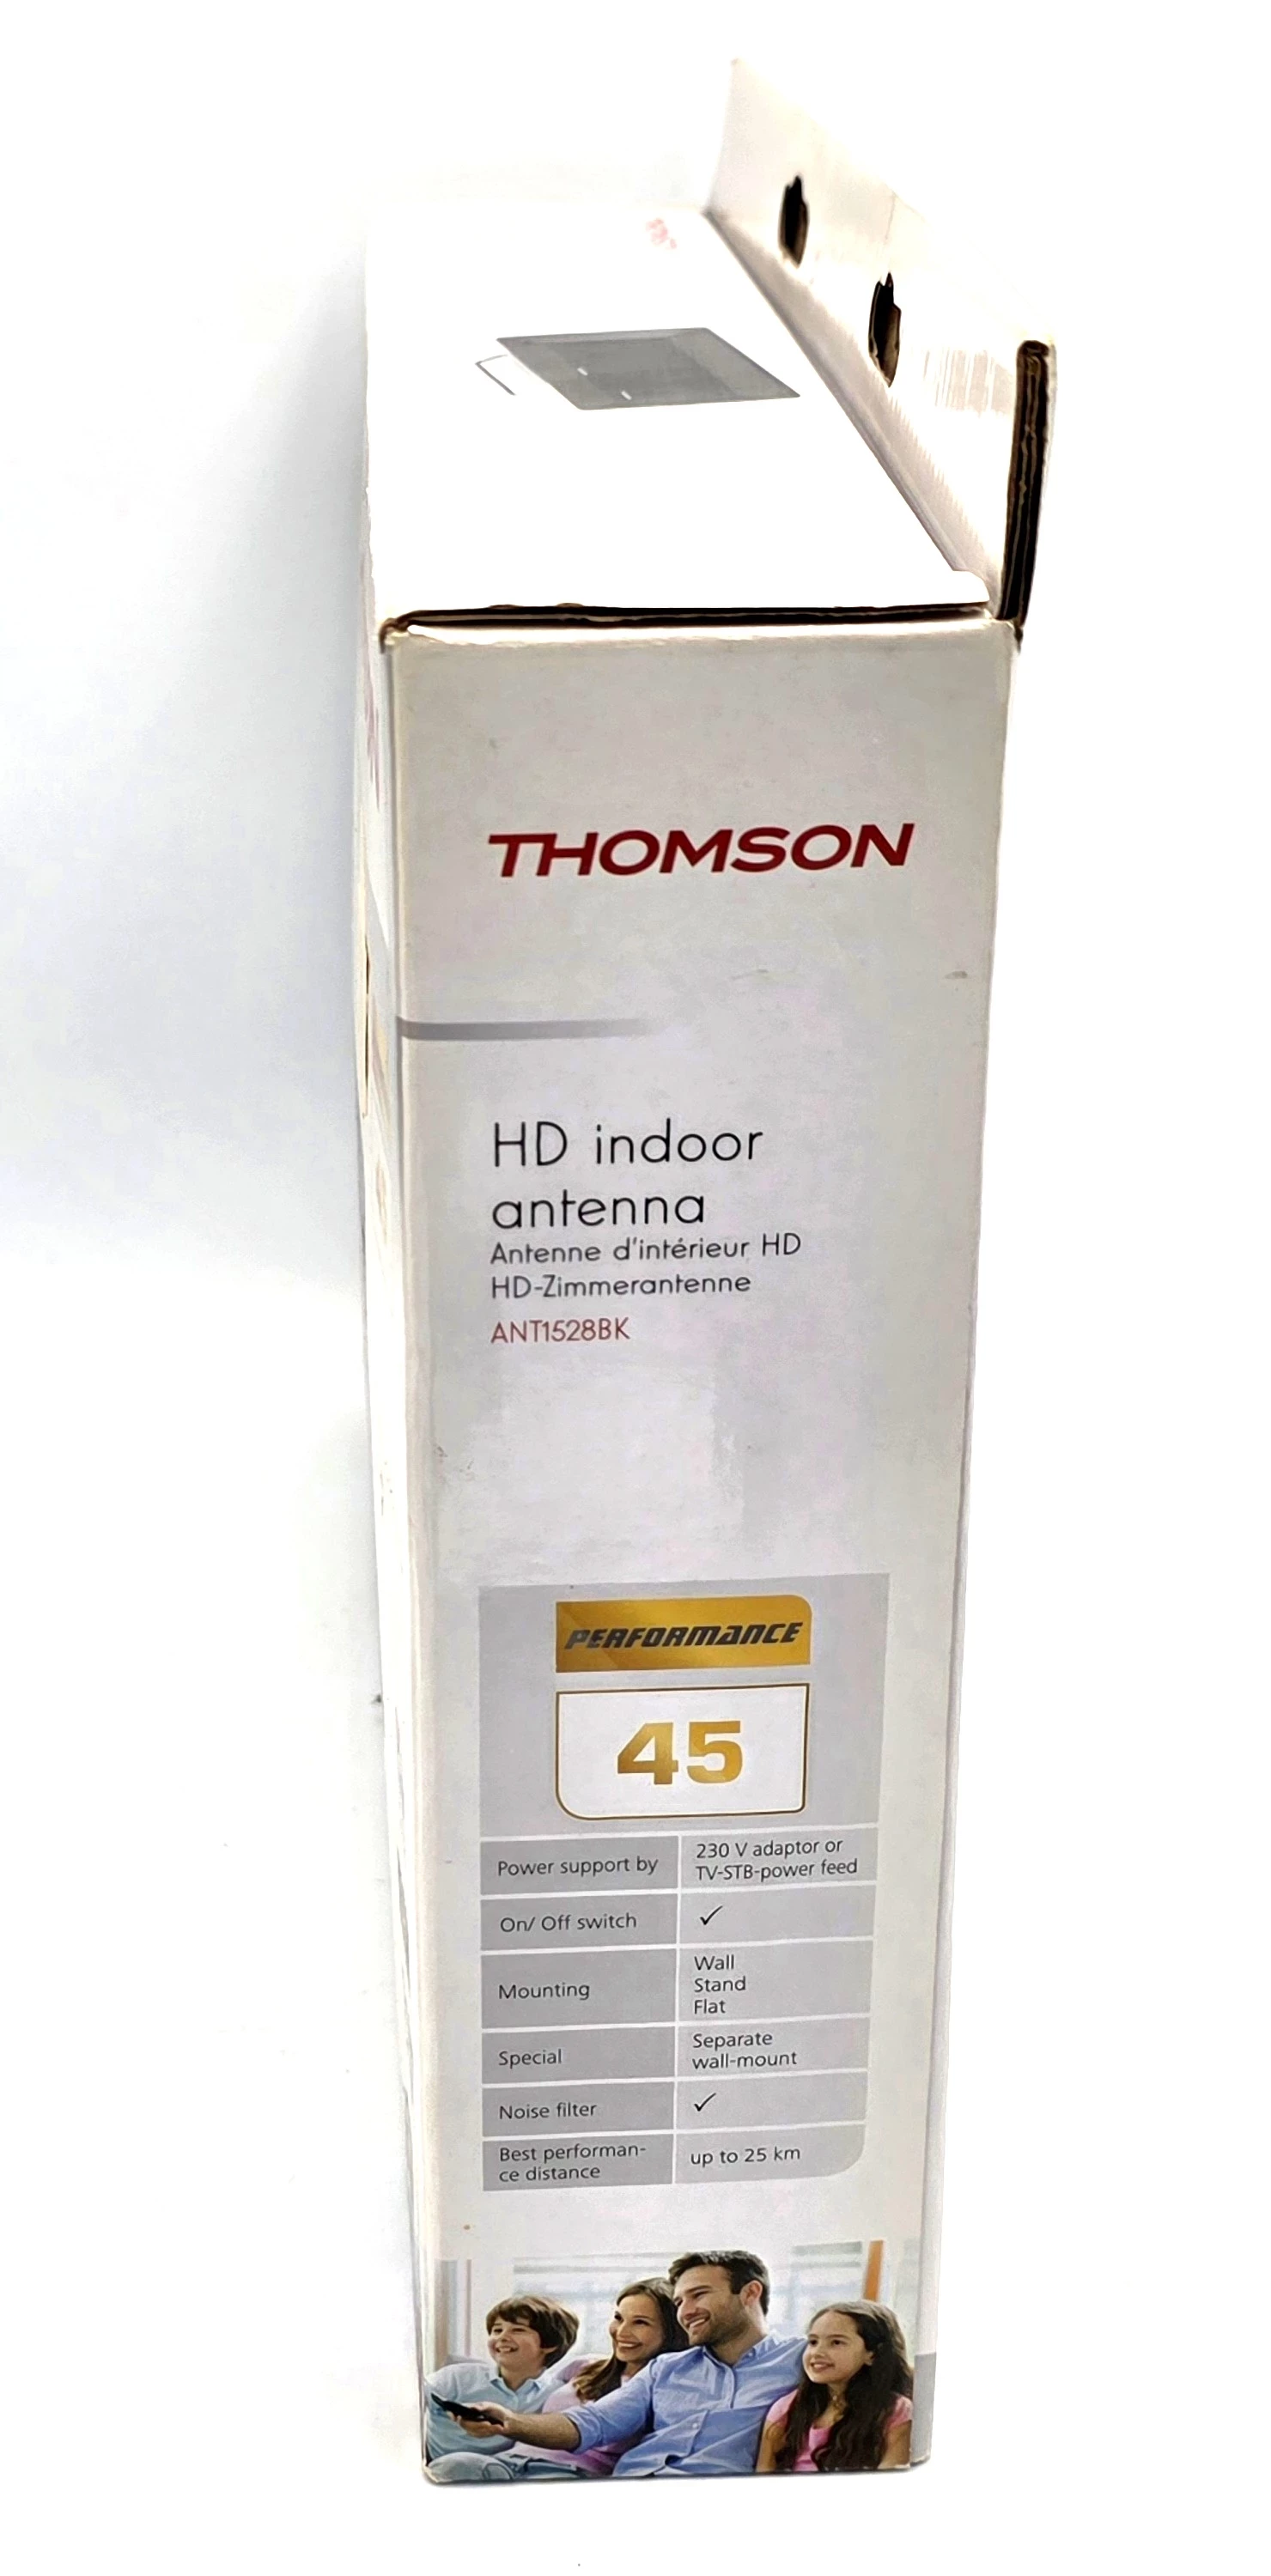 THOMSON
HD indoor
antenna
Antenne d'intérieur HD
HD-Zimmerantenne
ANT1528BK
PERFORMANCE
45
Power support by
230 V adaptor or
TV-STB-power feed
On/ Off switch
✓
Mounting
Wall
Stand
Flat
Special
Separate
wall-mount
Noise filter
✓
Best performan-
ce distance
up to 25 km